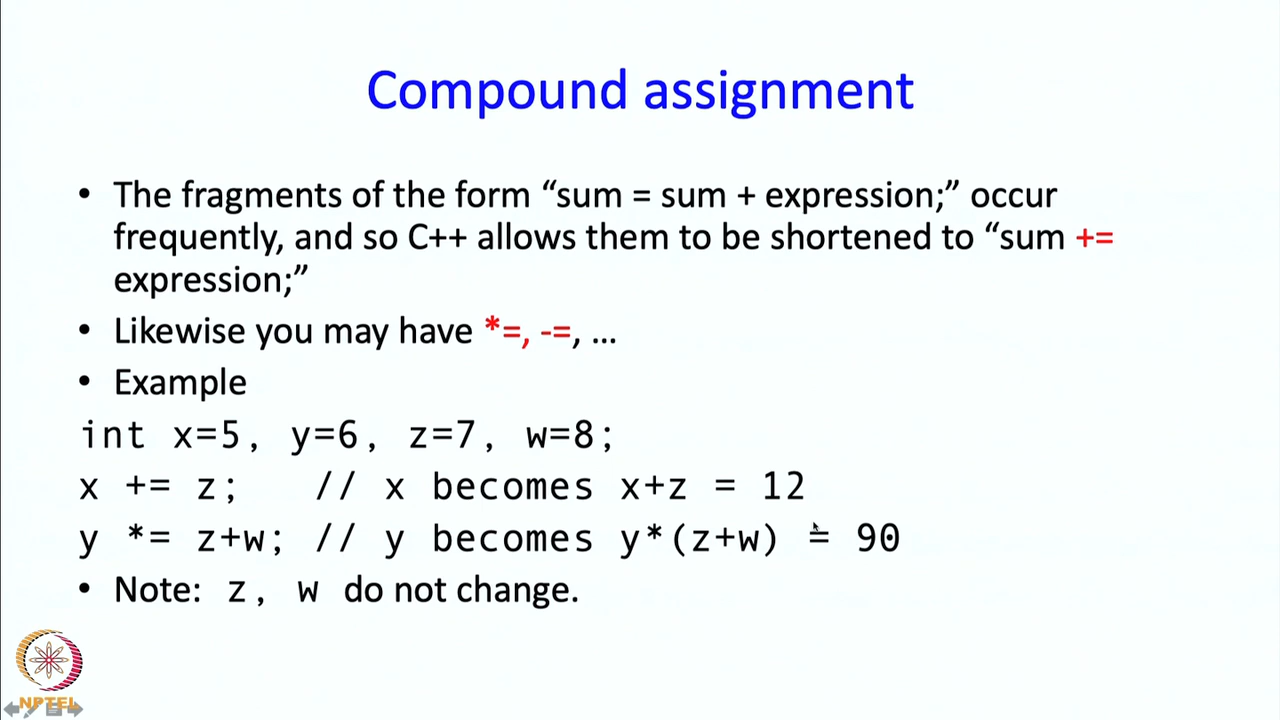 Compound assignment
• The fragments of the form “sum = sum + expression;” occur
frequently, and so C++ allows them to be shortened to “sum +=
expression;”
• Likewise you may have *=, -=, …
• Example
int x=5, y=6, z=7, w=8;
x += z;   // x becomes x+z = 12
y *= z+w; // y becomes y*(z+w) = 90
• Note: z, w do not change.
NPTEL